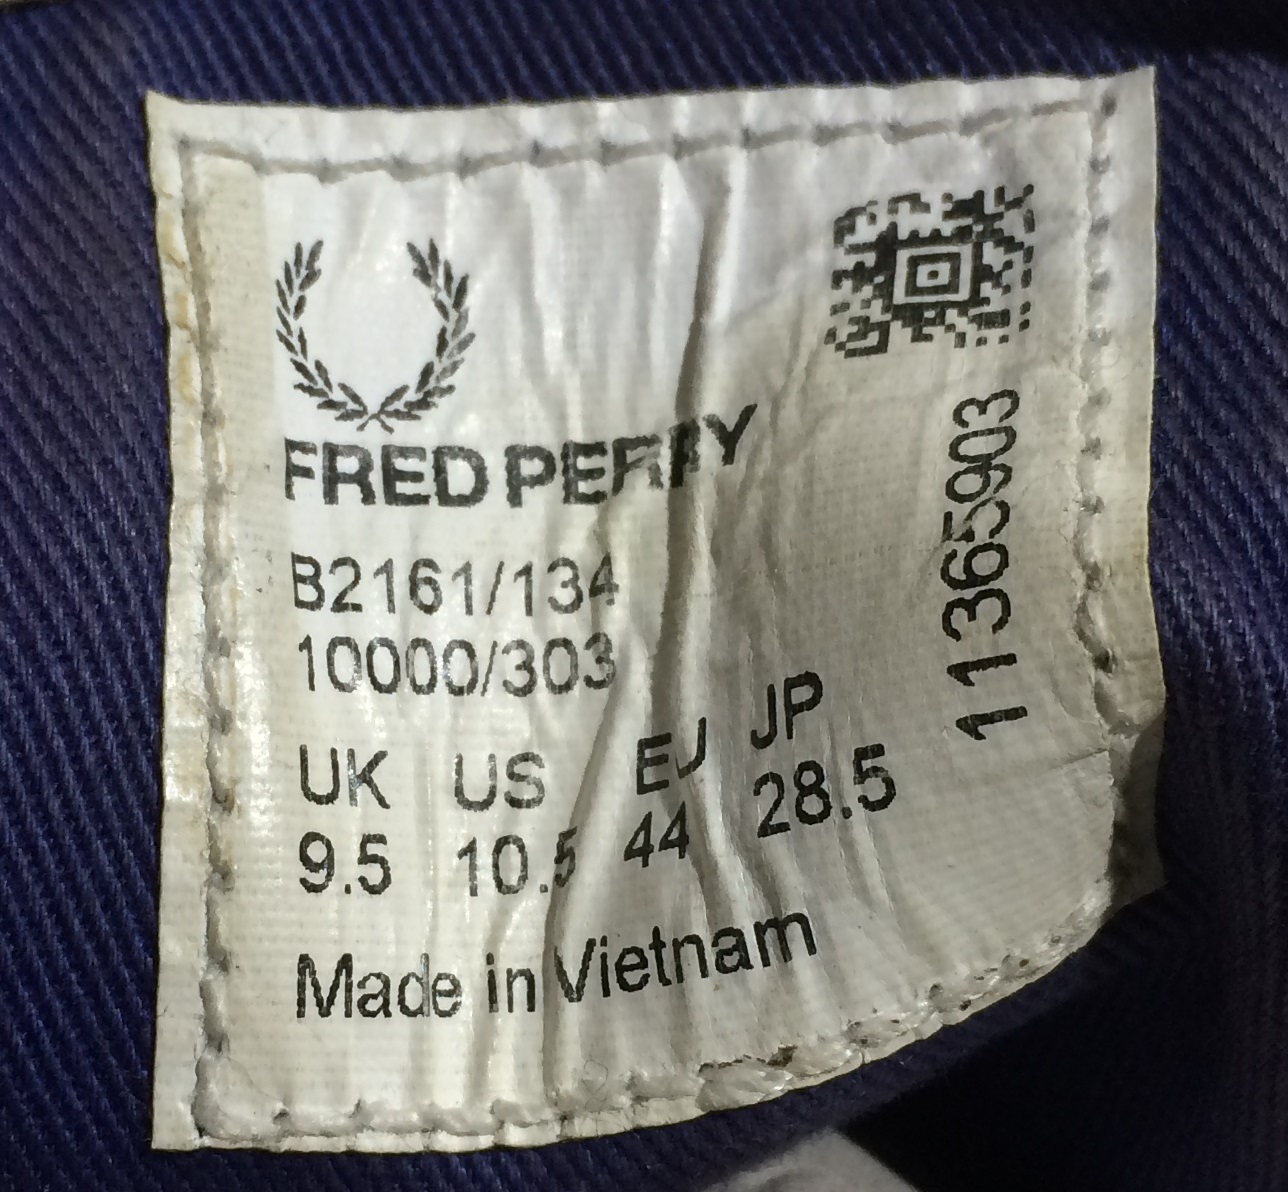 FRED PERRY
B2161/134
10000/303
UK US EU JP
9.5 10.5 44 28.5
Made in Vietnam
11365903